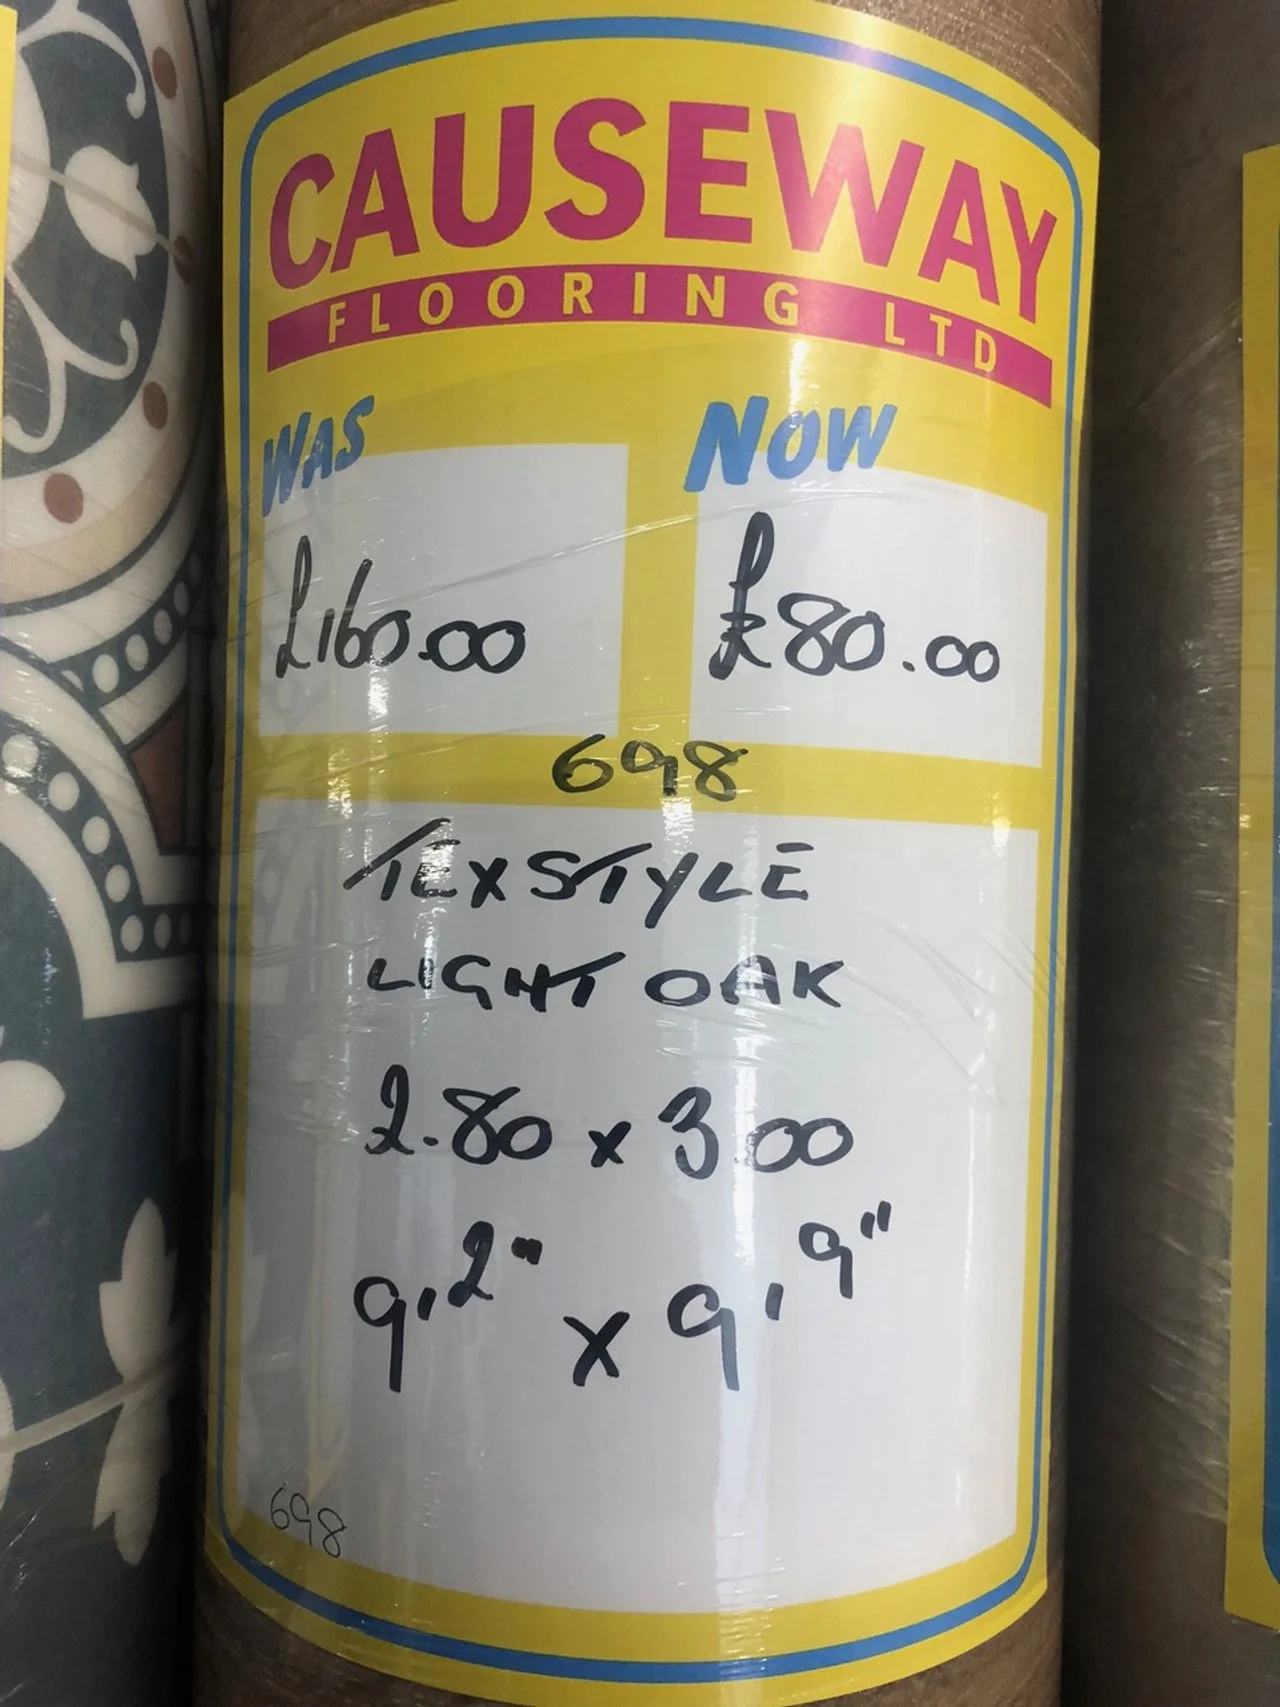 CAUSEWAY
FLOORING LTD
WAS NOW
£160.00 £80.00
698
TEXSTYLE
LIGHT OAK
2.80 x 3.00
9'2" x 9'9"
698